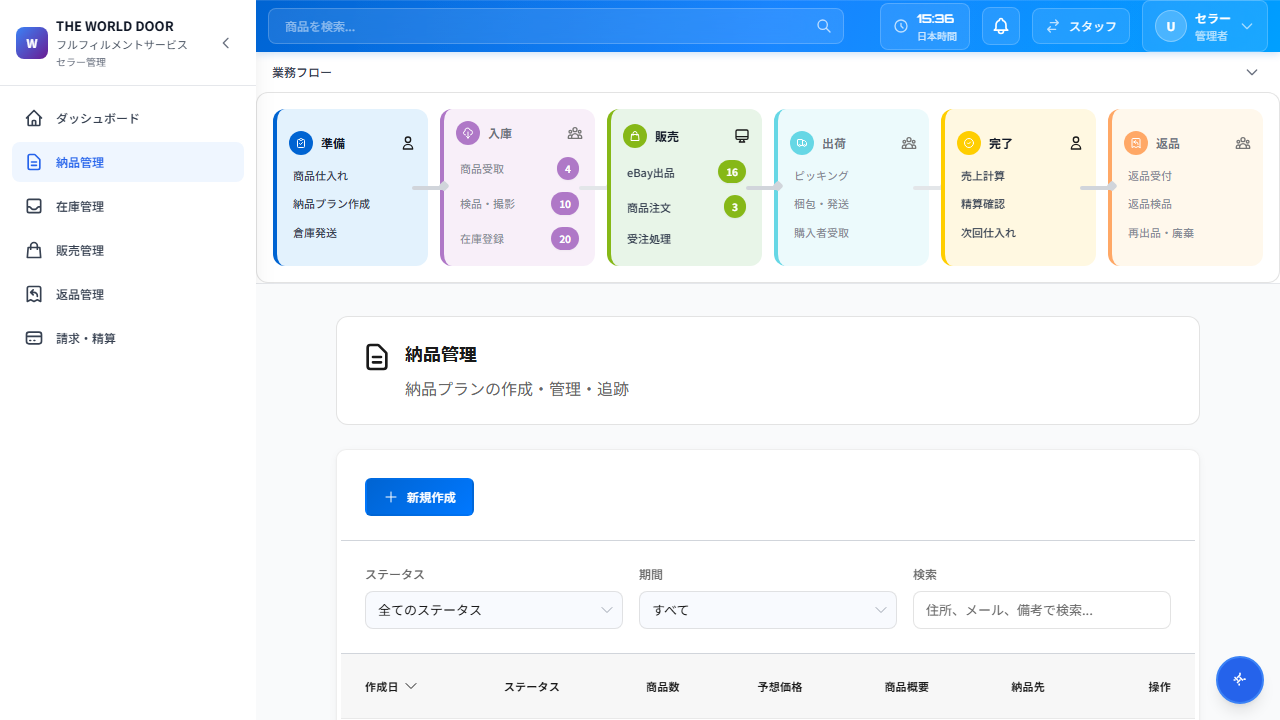 W
THE WORLD DOOR
フルフィルメントサービス
セラー管理
ダッシュボード
納品管理
在庫管理
販売管理
返品管理
請求・精算
商品を検索...
15:36
日本時間
スタッフ
U
セラー
管理者
業務フロー
準備
商品仕入れ
納品プラン作成
倉庫発送
入庫
商品受取 4
検品・撮影 10
在庫登録 20
販売
eBay出品 16
商品注文 3
受注処理
出荷
ピッキング
梱包・発送
購入者受取
完了
売上計算
精算確認
次回仕入れ
返品
返品受付
返品検品
再出品・廃棄
納品管理
納品プランの作成・管理・追跡
新規作成
ステータス 期間 検索
全てのステータス すべて 住所、メール、備考で検索...
作成日 ステータス 商品数 予想価格 商品概要 納品先 操作